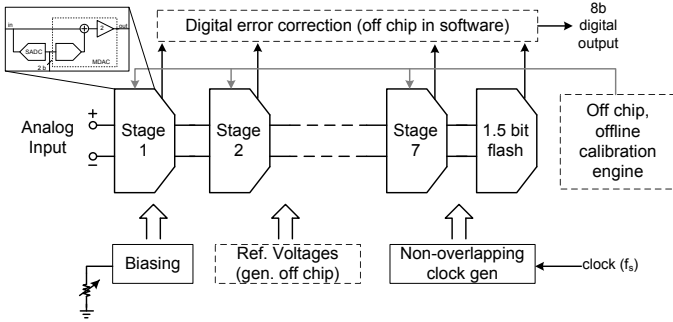 in
out
SADC
2 b
MDAC
2
Digital error correction (off chip in software)
8b
digital
output
Analog
Input
+
–
Stage
1
Stage
2
Stage
7
1.5 bit
flash
Off chip,
offline
calibration
engine
Biasing
Ref. Voltages
(gen. off chip)
Non-overlapping
clock gen
clock (fₛ)